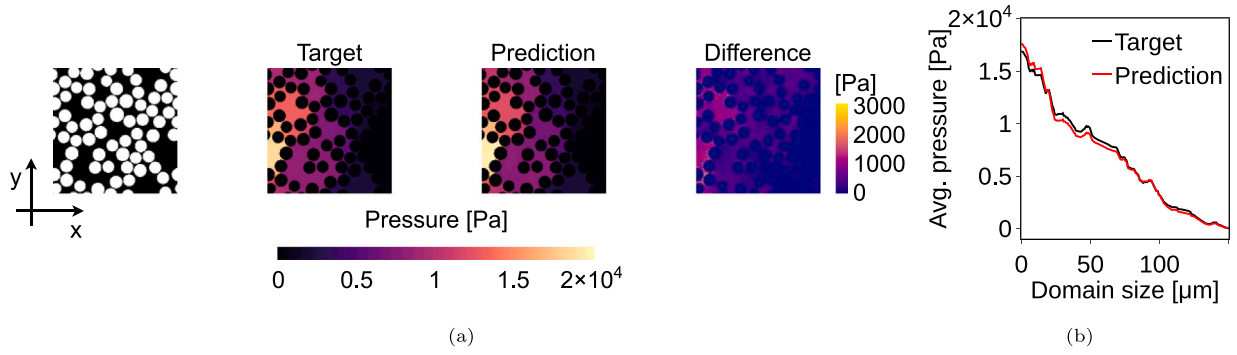 Target
Prediction
Difference
[Pa]
3000
2000
1000
0
y
x
Pressure [Pa]
0
0.5
1
1.5
2×10⁴
(a)
2×10⁴
1.5
1
0.5
0
Avg. pressure [Pa]
Target
Prediction
0
50
100
Domain size [µm]
(b)